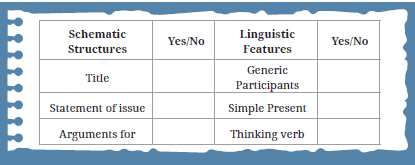 Schematic Structures Yes/No Linguistic Features Yes/No
Title Generic Participants
Statement of issue Simple Present
Arguments for Thinking verb